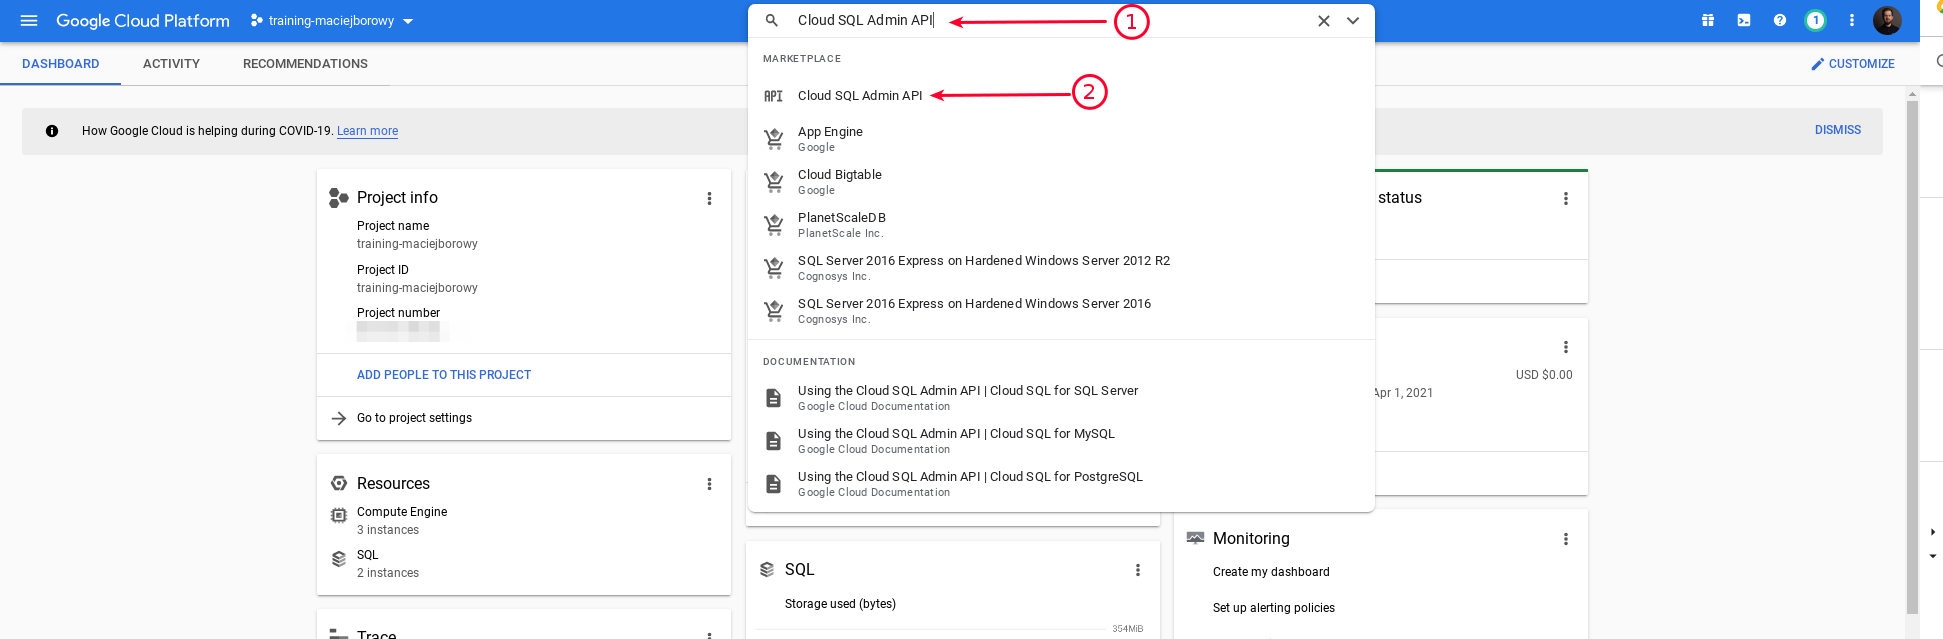 Google Cloud Platform
training-maciejborowy
Cloud SQL Admin API
1
1
DASHBOARD
ACTIVITY
RECOMMENDATIONS
CUSTOMIZE
MARKETPLACE
API
Cloud SQL Admin API
2
App Engine
Google
Cloud Bigtable
Google
PlanetScaleDB
PlanetScale Inc.
SQL Server 2016 Express on Hardened Windows Server 2012 R2
Cognosys Inc.
SQL Server 2016 Express on Hardened Windows Server 2016
Cognosys Inc.
DOCUMENTATION
Using the Cloud SQL Admin API | Cloud SQL for SQL Server
Google Cloud Documentation
Using the Cloud SQL Admin API | Cloud SQL for MySQL
Google Cloud Documentation
Using the Cloud SQL Admin API | Cloud SQL for PostgreSQL
Google Cloud Documentation
How Google Cloud is helping during COVID-19. Learn more
DISMISS
Project info
Project name
training-maciejborowy
Project ID
training-maciejborowy
Project number
ADD PEOPLE TO THIS PROJECT
Go to project settings
Resources
Compute Engine
3 instances
SQL
2 instances
Trace
SQL
Storage used (bytes)
354MiB
status
USD $0.00
Apr 1, 2021
Monitoring
Create my dashboard
Set up alerting policies